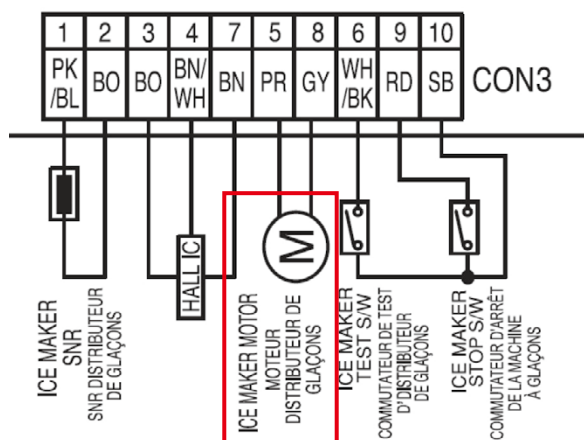 1 2 3 4 7 5 8 6 9 10
PK/BL BO BO BN/WH BN PR GY WH/BK RD SB CON3
HALL IC
M
ICE MAKER
SNR
SNR DISTRIBUTEUR
DE GLAÇONS
ICE MAKER MOTOR
MOTEUR
DISTRIBUTEUR DE
GLAÇONS
ICE MAKER
TEST S/W
COMMUTATEUR DE TEST
D'DISTRIBUTEUR
DE GLAÇONS
ICE MAKER
STOP S/W
COMMUTATEUR D'ARRÊT
DE LA MACHINE
À GLAÇONS